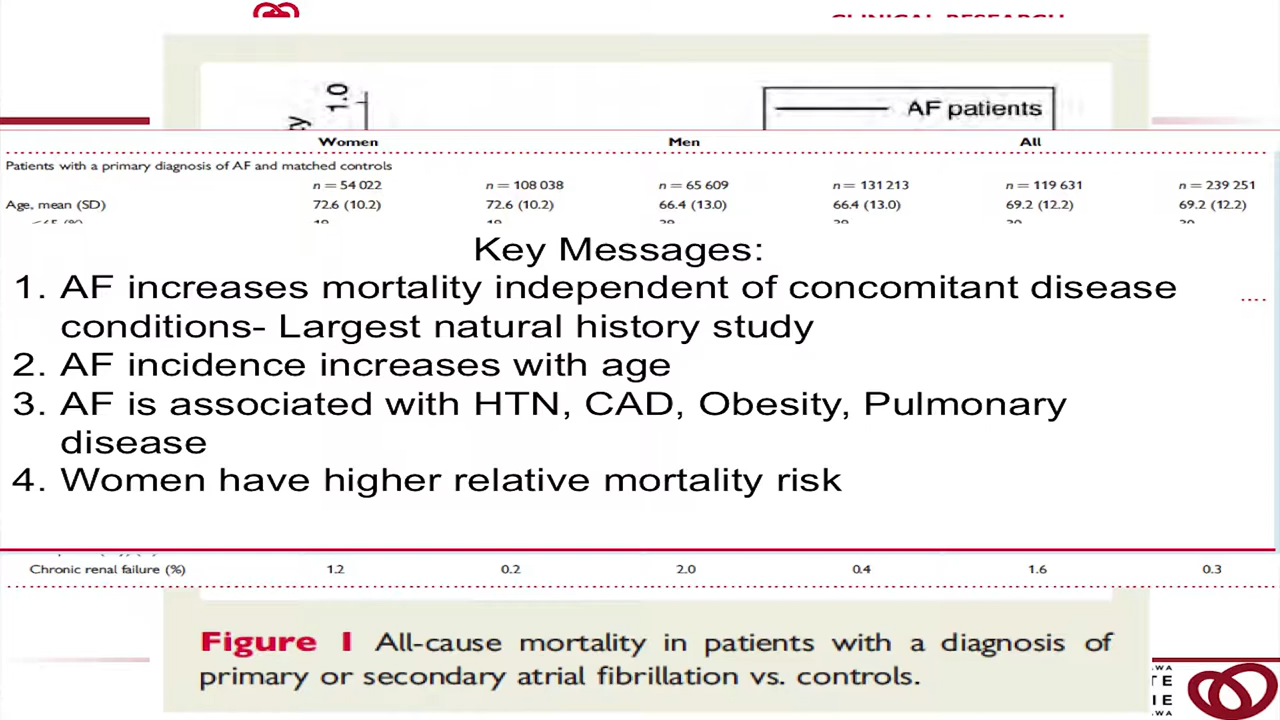 CLINICAL RESEARCH
1.0
AF patients
Women Men All
Patients with a primary diagnosis of AF and matched controls
n = 54 022 n = 108 038 n = 65 609 n = 131 213 n = 119 631 n = 239 251
Age, mean (SD) 72.6 (10.2) 72.6 (10.2) 66.4 (13.0) 66.4 (13.0) 69.2 (12.2) 69.2 (12.2)
Key Messages:
1. AF increases mortality independent of concomitant disease
conditions- Largest natural history study
2. AF incidence increases with age
3. AF is associated with HTN, CAD, Obesity, Pulmonary
disease
4. Women have higher relative mortality risk
Chronic renal failure (%) 1.2 0.2 2.0 0.4 1.6 0.3
Figure 1 All-cause mortality in patients with a diagnosis of
primary or secondary atrial fibrillation vs. controls.